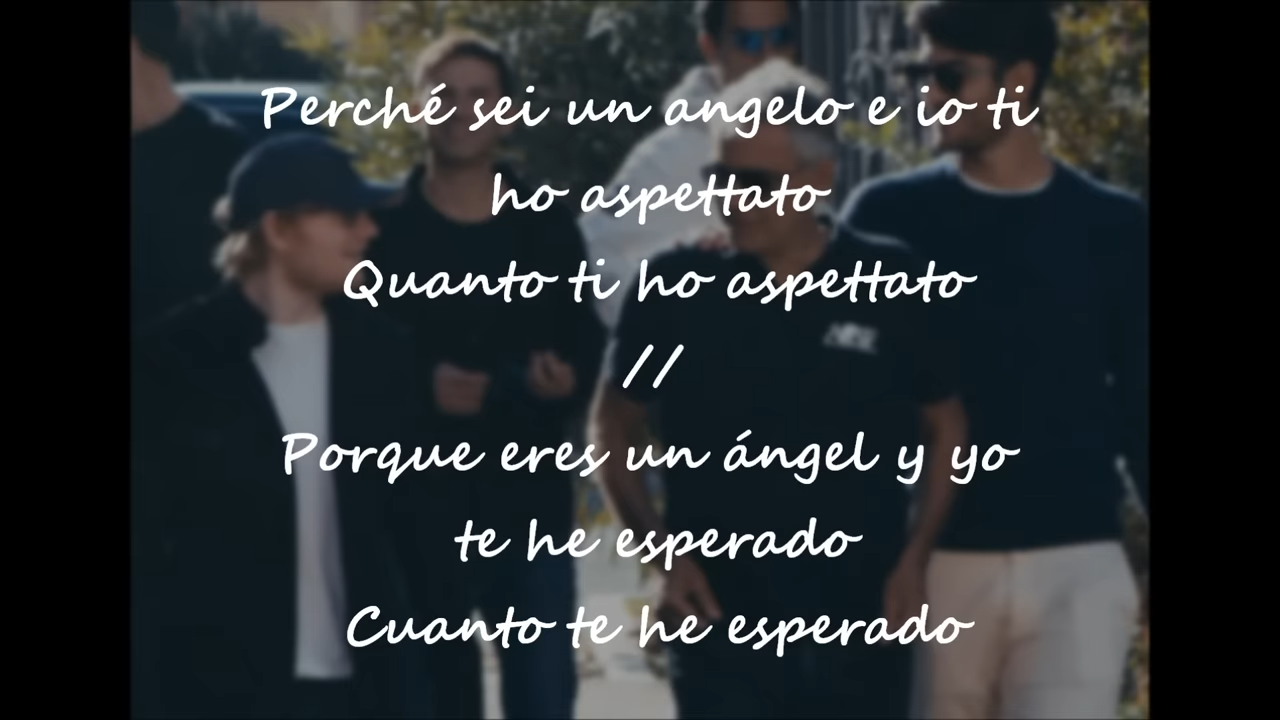 Perché sei un angelo e io ti
ho aspettato
Quanto ti ho aspettato
//
Porque eres un ángel y yo
te he esperado
Cuanto te he esperado